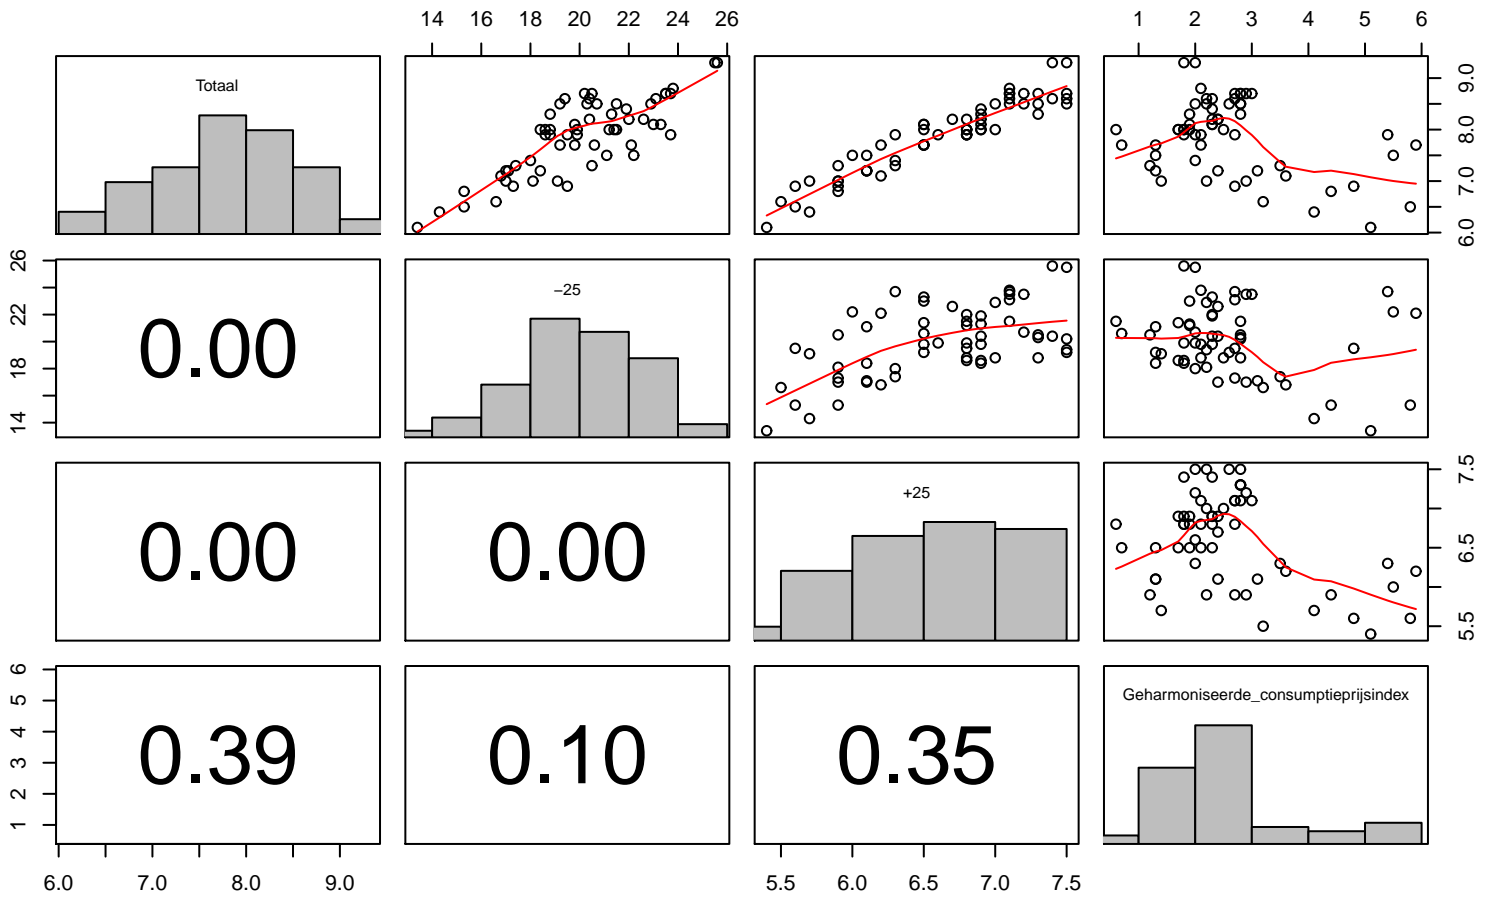 14 16 18 20 22 24 26
1 2 3 4 5 6
Totaal
6.0 7.0 8.0 9.0
14 18 22 26
0.00
−25
0.00
0.00
+25
5.5 6.5 7.5
1 2 3 4 5 6
0.39
0.10
0.35
Geharmoniseerde_consumptieprijsindex
6.0 7.0 8.0 9.0
5.5 6.0 6.5 7.0 7.5